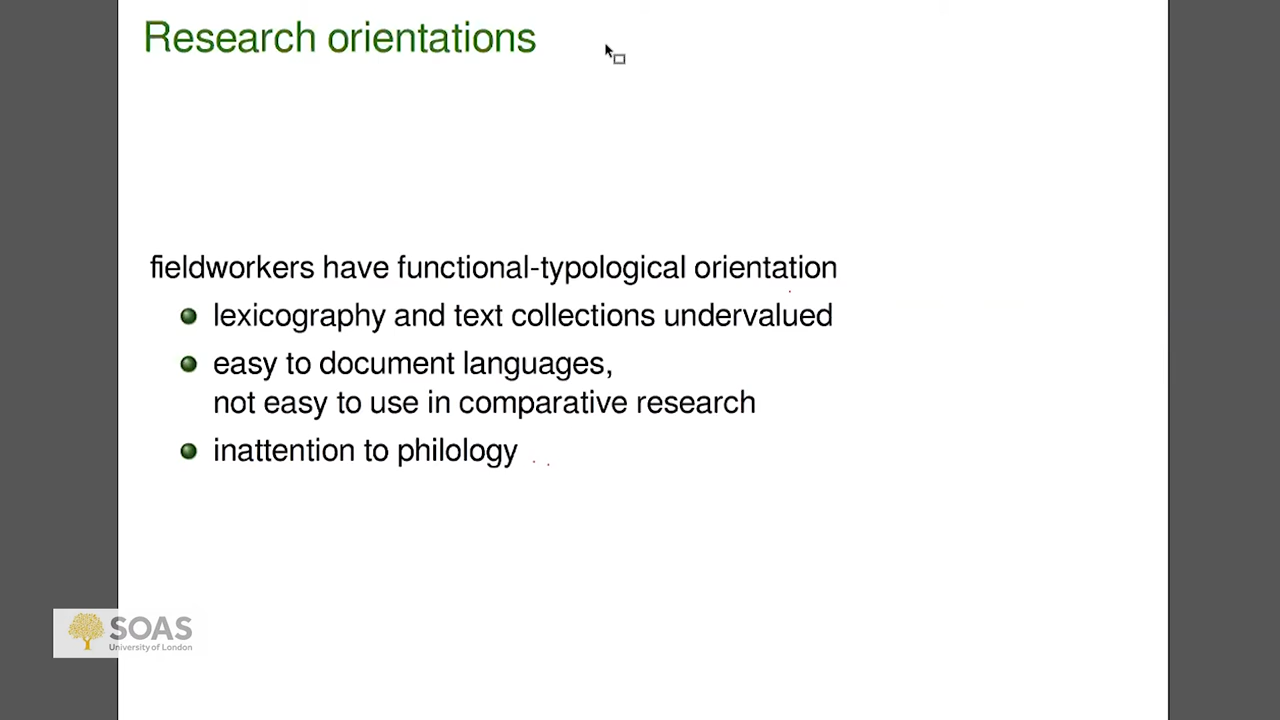 Research orientations
fieldworkers have functional-typological orientation
lexicography and text collections undervalued
easy to document languages,
not easy to use in comparative research
inattention to philology
SOAS
University of London